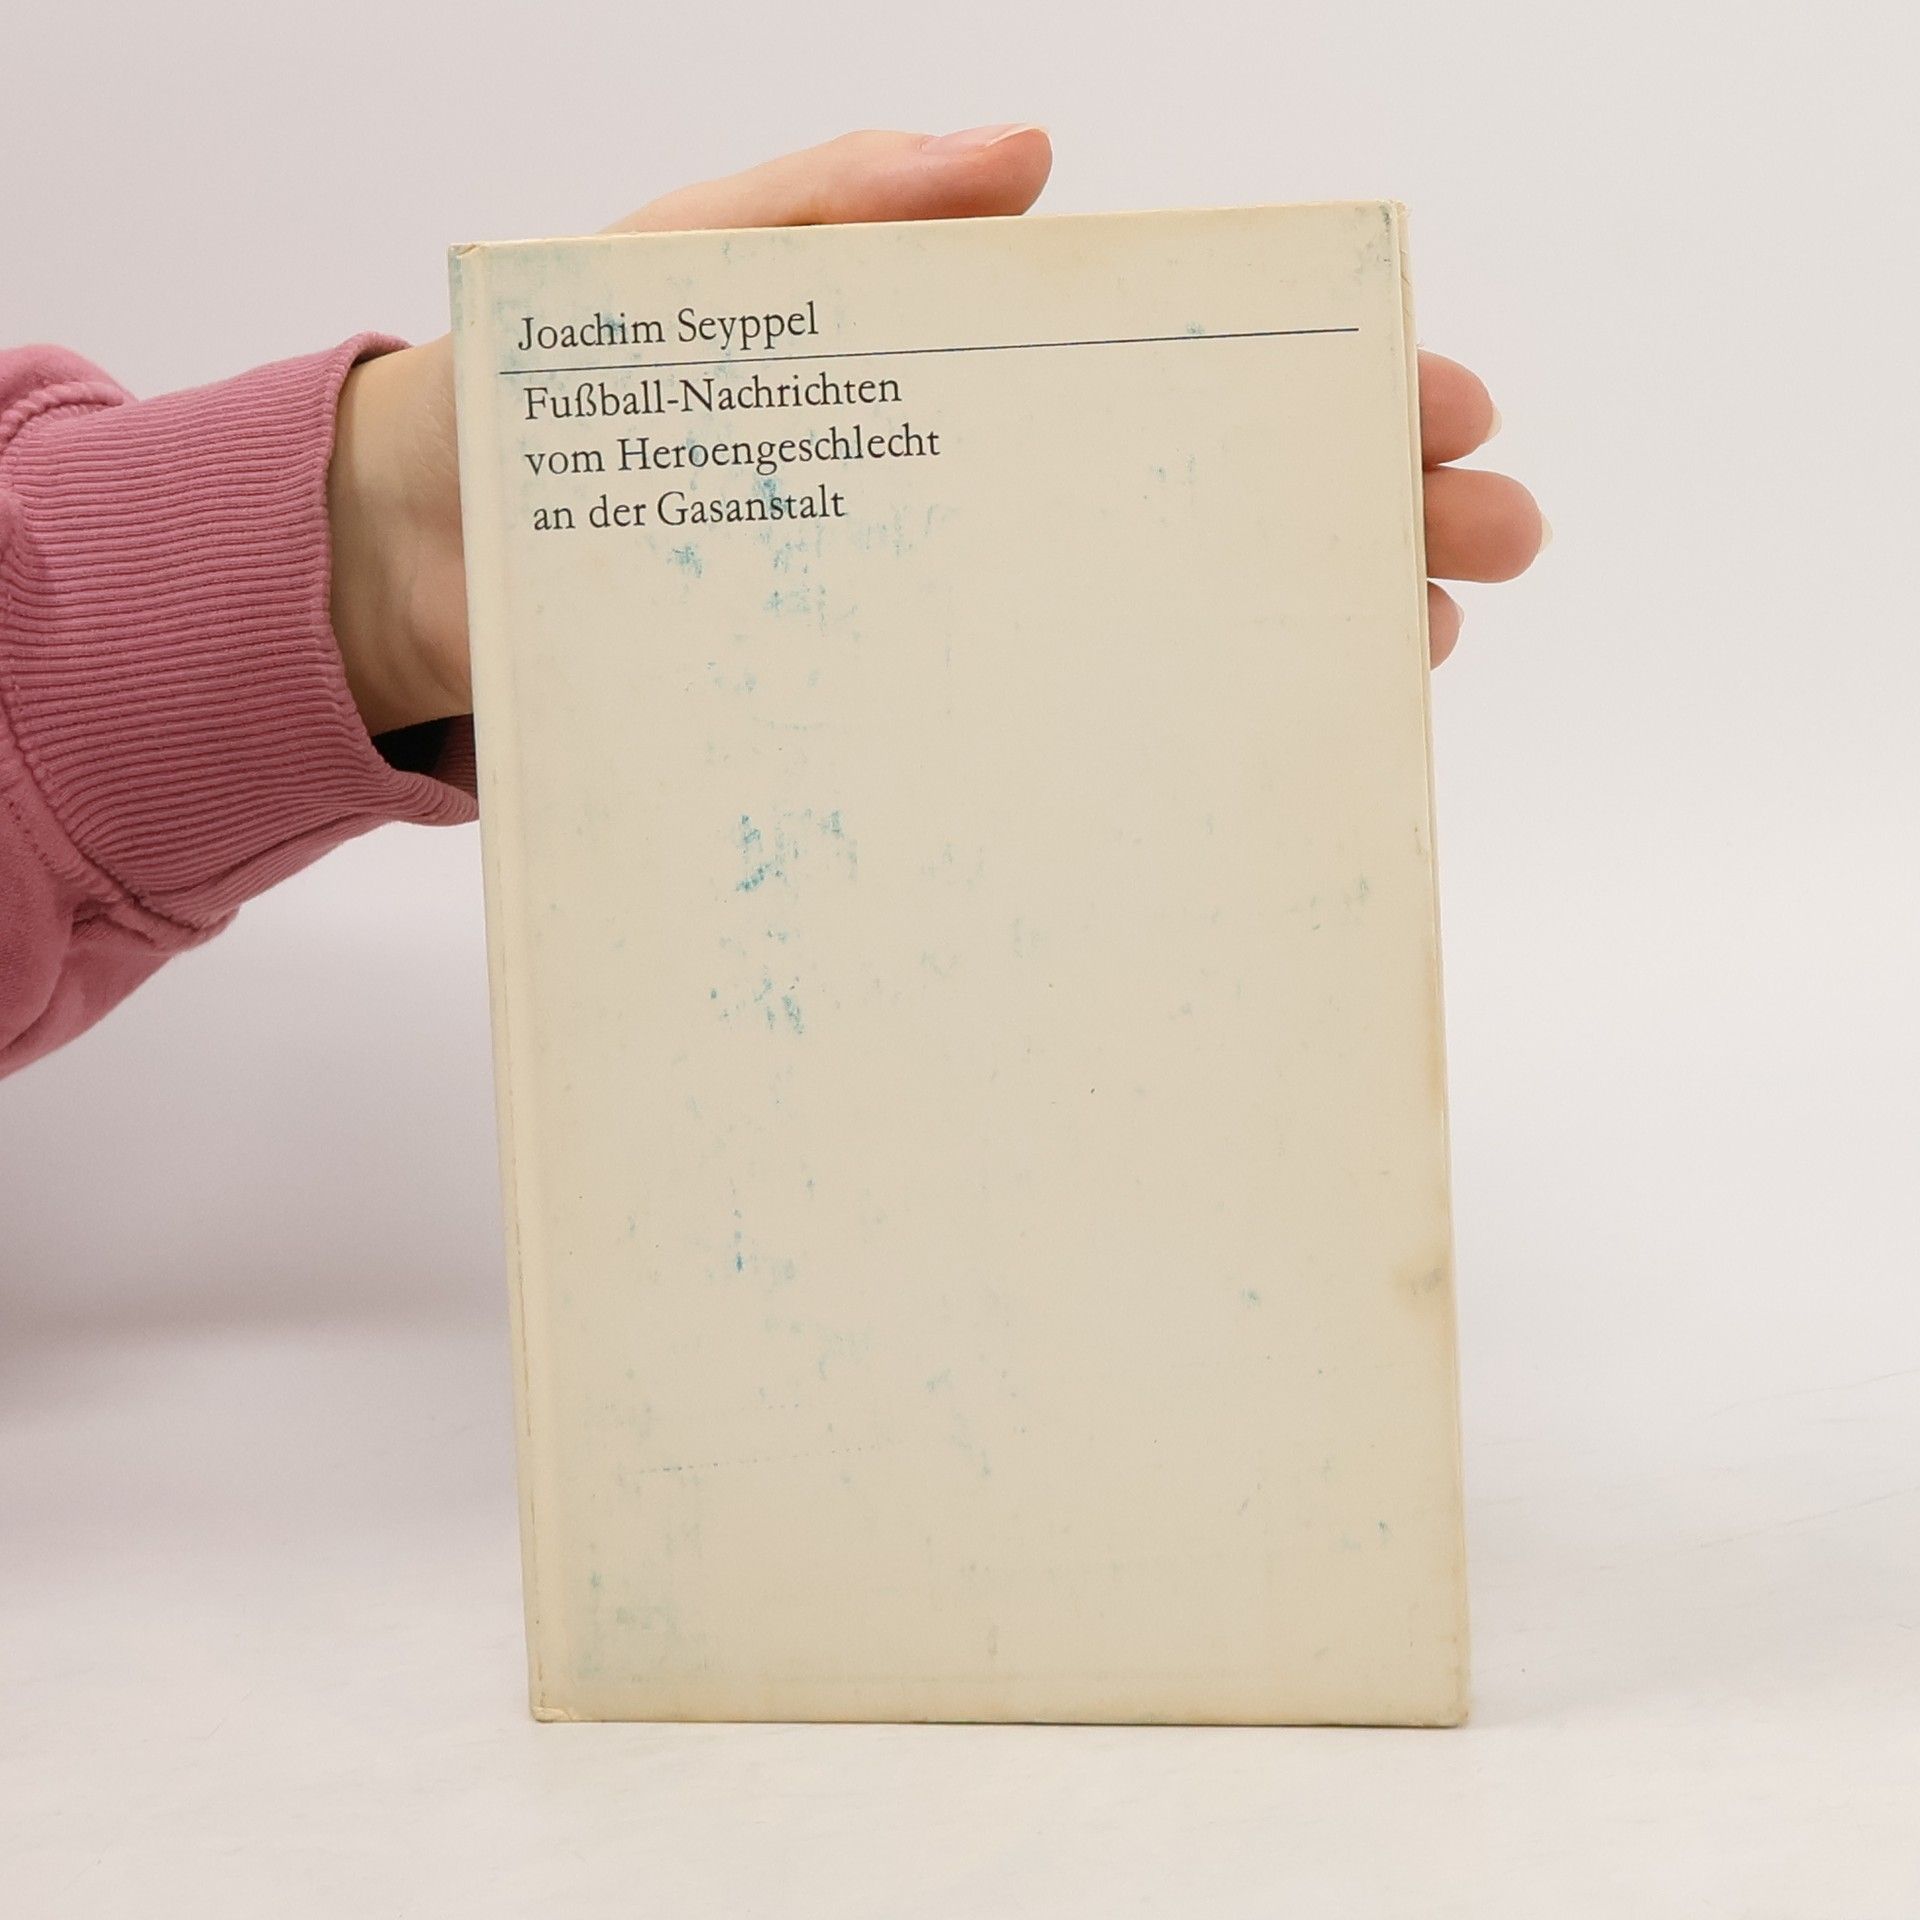 Joachim Seyppel
Fußball-Nachrichten
vom Heroengeschlecht
an der Gasanstalt